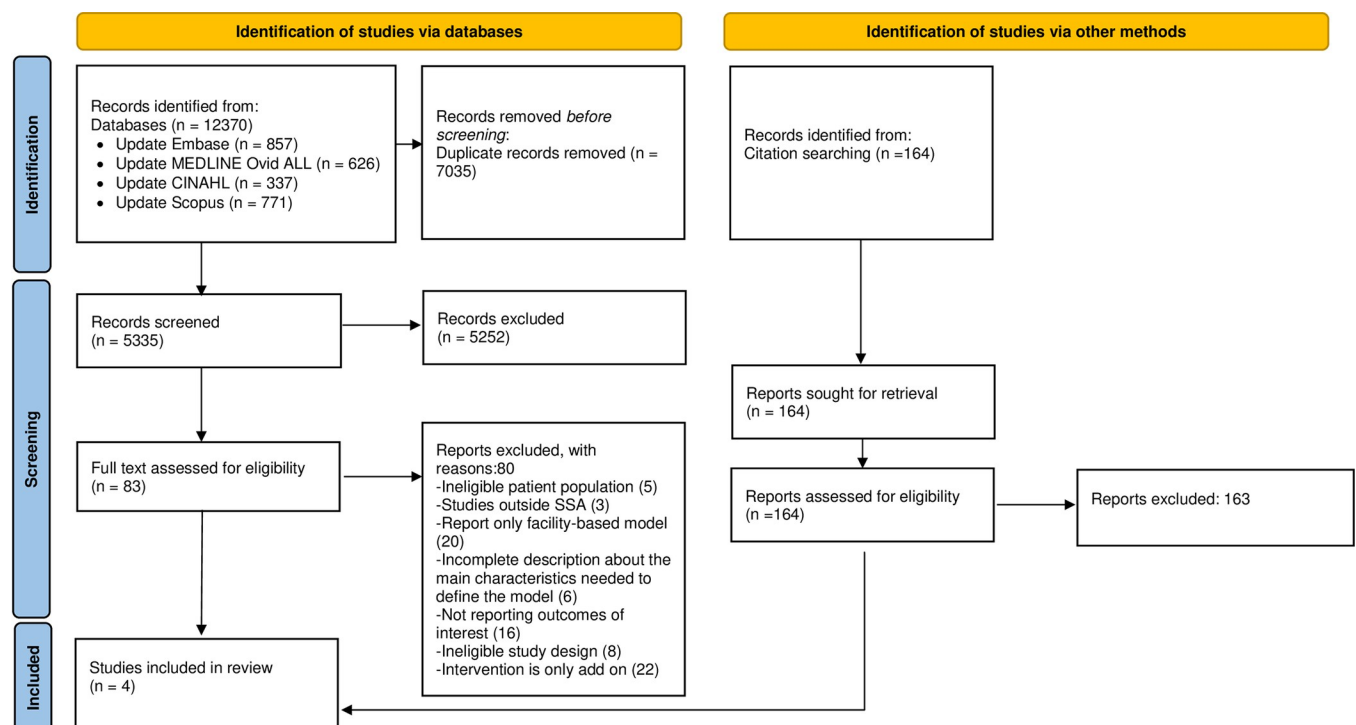 Identification of studies via databases
Identification of studies via other methods
Identification
Records identified from:
Databases (n = 12370)
• Update Embase (n = 857)
• Update MEDLINE Ovid ALL (n = 626)
• Update CINAHL (n = 337)
• Update Scopus (n = 771)
Records removed before
screening:
Duplicate records removed (n =
7035)
Records identified from:
Citation searching (n =164)
Screening
Records screened
(n = 5335)
Records excluded
(n = 5252)
Reports sought for retrieval
(n = 164)
Full text assessed for eligibility
(n = 83)
Reports excluded, with
reasons:80
-Ineligible patient population (5)
-Studies outside SSA (3)
-Report only facility-based model
(20)
-Incomplete description about the
main characteristics needed to
define the model (6)
-Not reporting outcomes of
interest (16)
-Ineligible study design (8)
-Intervention is only add on (22)
Reports assessed for eligibility
(n =164)
Reports excluded: 163
Included
Studies included in review
(n = 4)